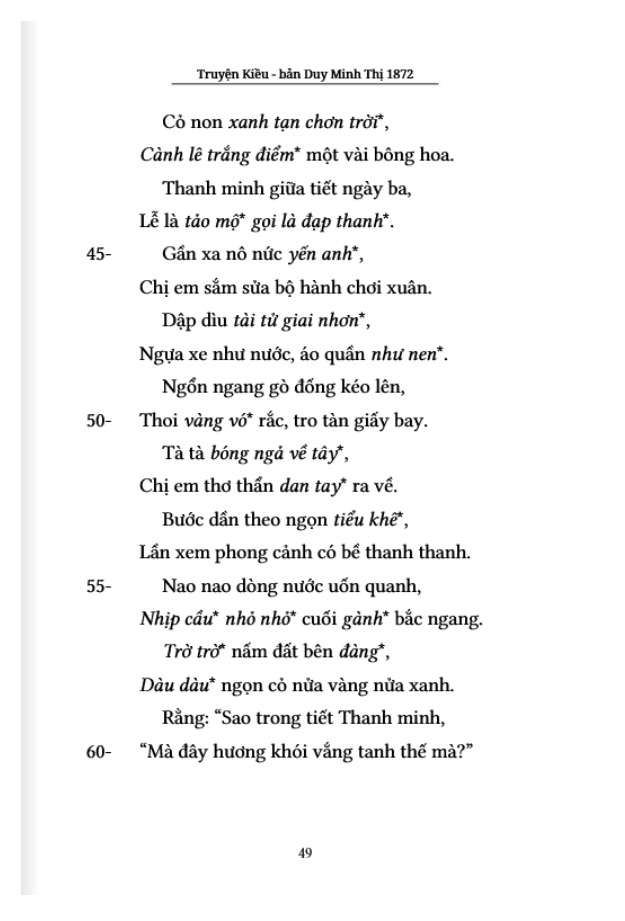 Truyện Kiều - bản Duy Minh Thị 1872
Cỏ non xanh tạn chơn trời*,
Cành lê trắng điểm* một vài bông hoa.
Thanh minh giữa tiết ngày ba,
Lễ là tảo mộ* gọi là đạp thanh*.
45- Gần xa nô nức yến anh*,
Chị em sắm sửa bộ hành chơi xuân.
Dập dìu tài tử giai nhơn*,
Ngựa xe như nước, áo quần như nen*.
Ngổn ngang gò đống kéo lên,
50- Thoi vàng vó* rắc, tro tàn giấy bay.
Tà tà bóng ngả về tây*,
Chị em thơ thẩn dan tay* ra về.
Bước dần theo ngọn tiểu khê*,
Lần xem phong cảnh có bề thanh thanh.
55- Nao nao dòng nước uốn quanh,
Nhịp cầu* nhỏ nhỏ* cuối gành* bắc ngang.
Trờ trờ* nấm đất bên đàng*,
Dàu dàu* ngọn cỏ nửa vàng nửa xanh.
Rằng: “Sao trong tiết Thanh minh,
60- “Mà đây hương khói vắng tanh thế mà?”
49